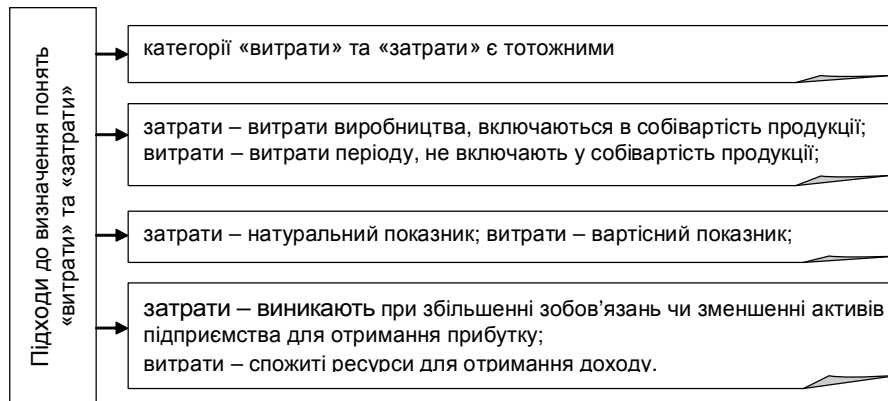 Підходи до визначення понять
«витрати» та «затрати»
категорії «витрати» та «затрати» є тотожними
затрати – витрати виробництва, включаються в собівартість продукції;
витрати – витрати періоду, не включають у собівартість продукції;
затрати – натуральний показник; витрати – вартісний показник;
затрати – виникають при збільшенні зобов’язань чи зменшенні активів
підприємства для отримання прибутку;
витрати – спожиті ресурси для отримання доходу.